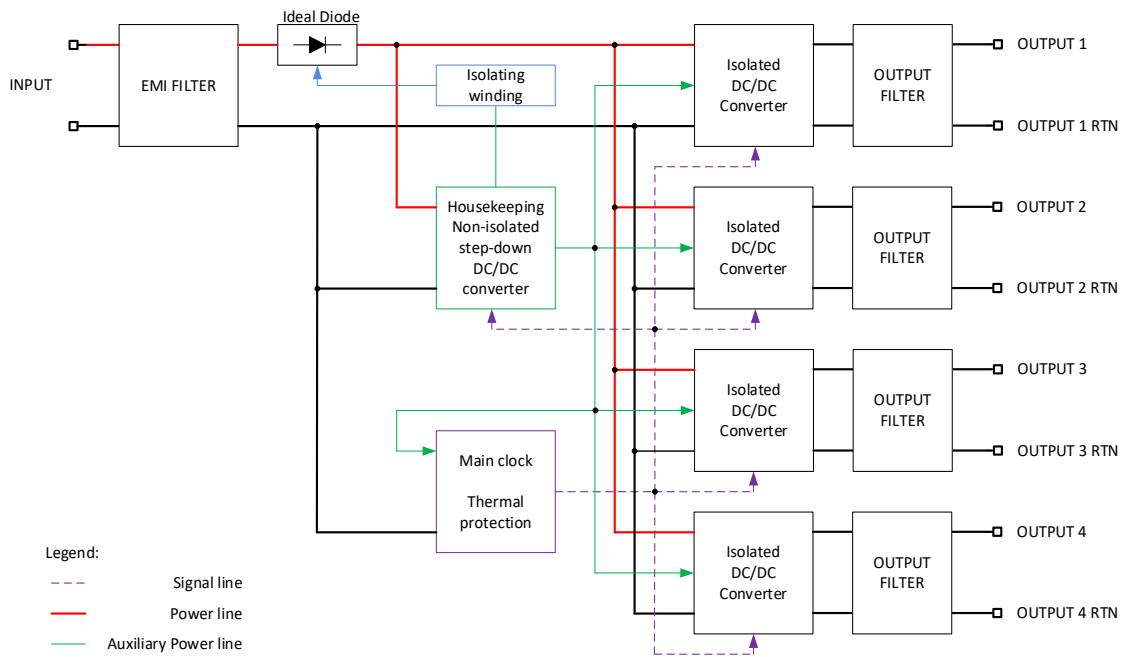 INPUT
EMI FILTER
Ideal Diode
Isolating
winding
Housekeeping
Non-isolated
step-down
DC/DC
converter
Main clock
Thermal
protection
Isolated
DC/DC
Converter
OUTPUT
FILTER
OUTPUT 1
OUTPUT 1 RTN
Isolated
DC/DC
Converter
OUTPUT
FILTER
OUTPUT 2
OUTPUT 2 RTN
Isolated
DC/DC
Converter
OUTPUT
FILTER
OUTPUT 3
OUTPUT 3 RTN
Isolated
DC/DC
Converter
OUTPUT
FILTER
OUTPUT 4
OUTPUT 4 RTN
Legend:
Signal line
Power line
Auxiliary Power line